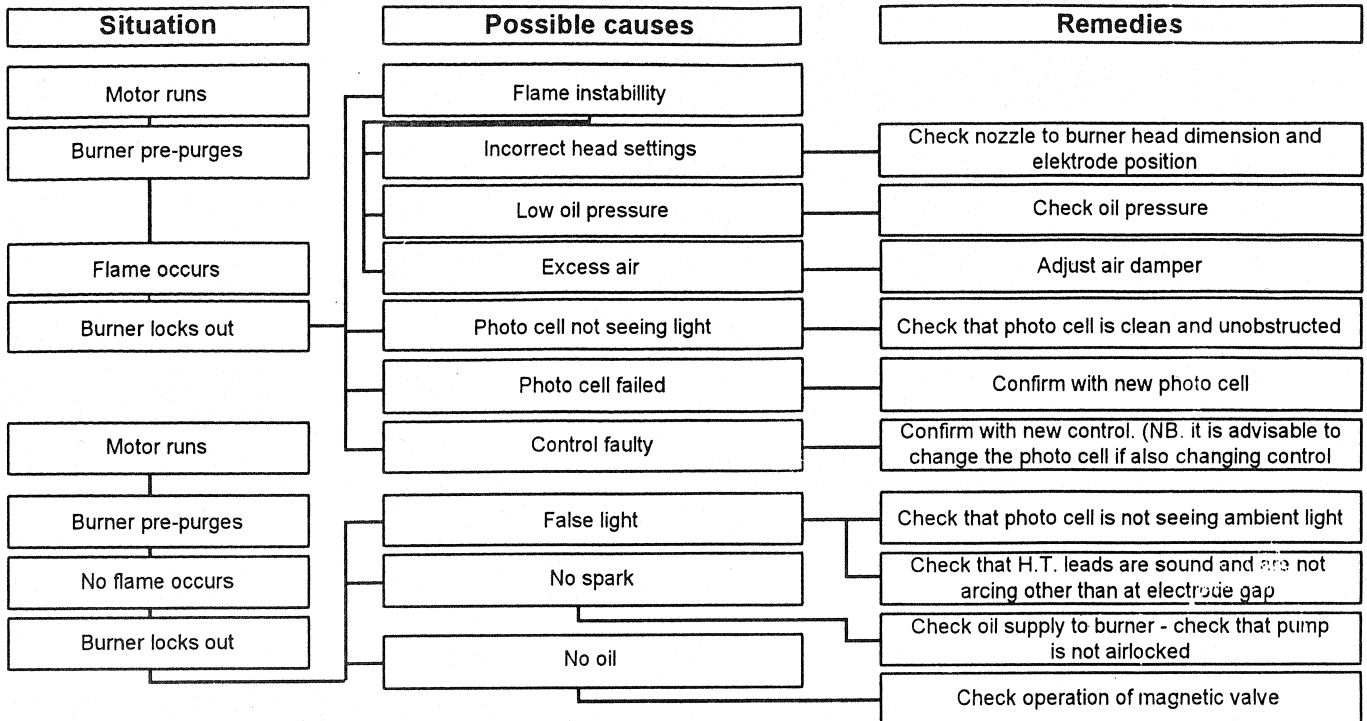 Situation
Possible causes
Remedies
Motor runs
Burner pre-purges
Flame occurs
Burner locks out
Flame instabillity
Incorrect head settings
Low oil pressure
Excess air
Photo cell not seeing light
Photo cell failed
Control faulty
Check nozzle to burner head dimension and
elektrode position
Check oil pressure
Adjust air damper
Check that photo cell is clean and unobstructed
Confirm with new photo cell
Confirm with new control. (NB. it is advisable to
change the photo cell if also changing control
Motor runs
Burner pre-purges
No flame occurs
Burner locks out
False light
No spark
No oil
Check that photo cell is not seeing ambient light
Check that H.T. leads are sound and are not
arcing other than at electrode gap
Check oil supply to burner - check that pump
is not airlocked
Check operation of magnetic valve